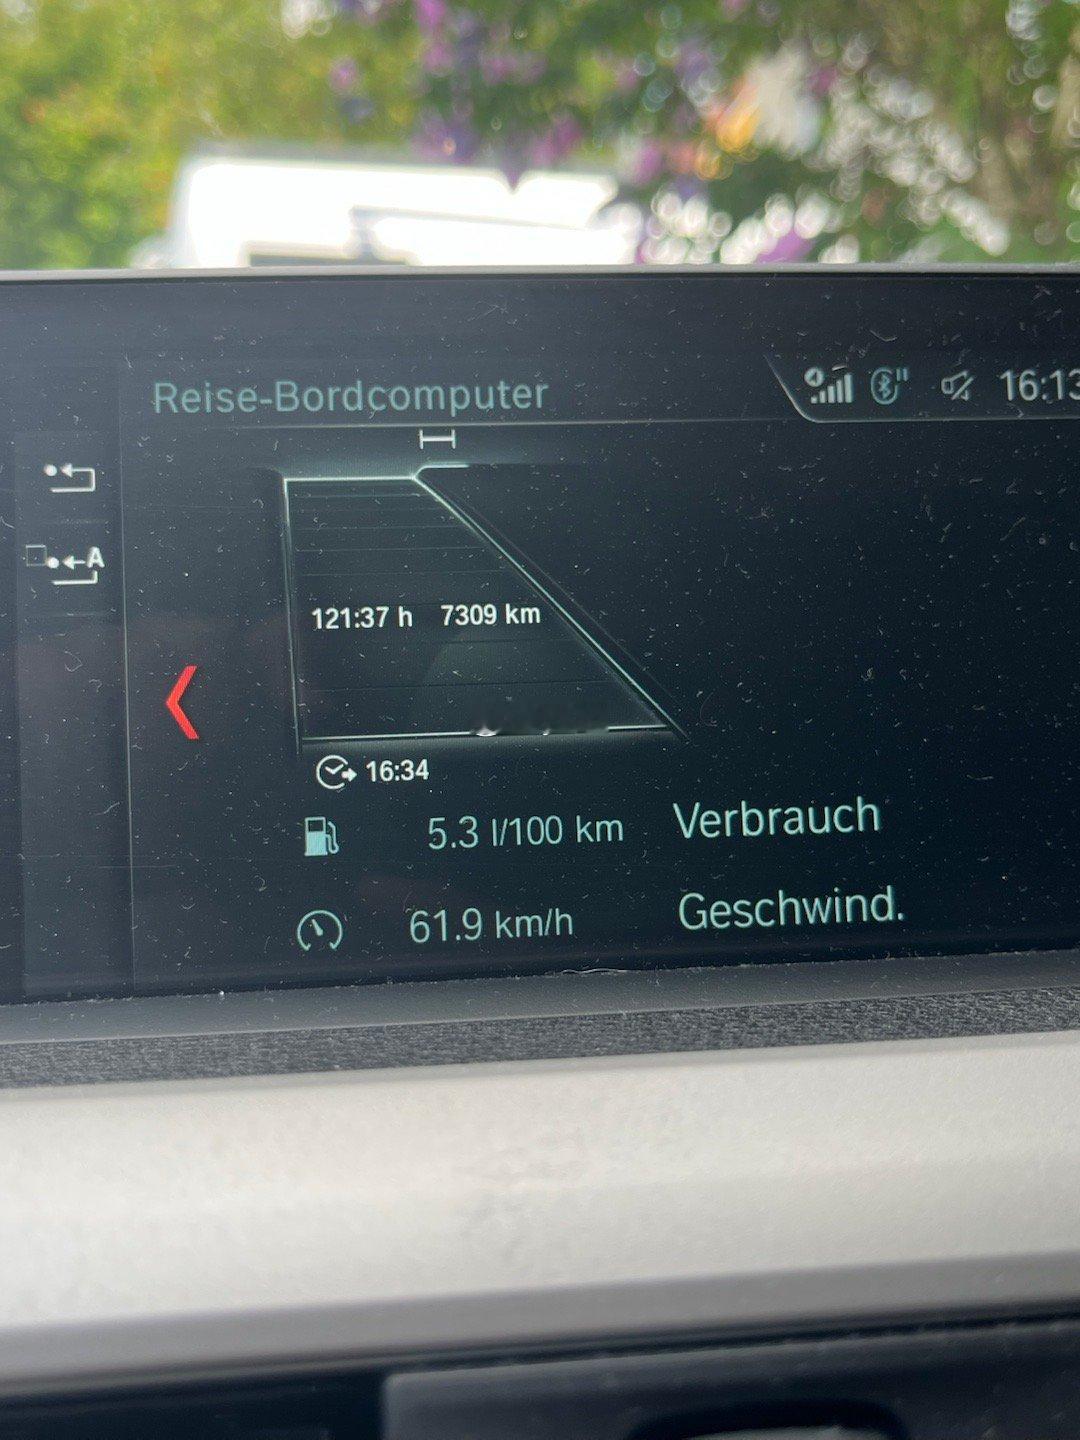 Reise-Bordcomputer
16:13
A
121:37 h 7309 km
16:34
5.3 l/100 km Verbrauch
61.9 km/h Geschwind.